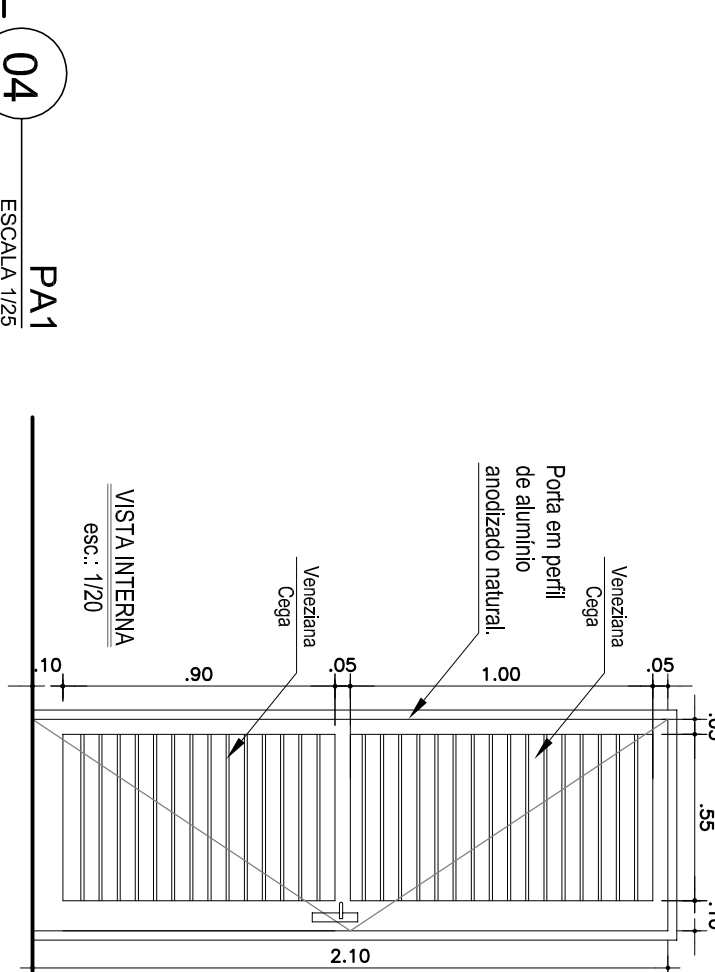 04
PA1
ESCALA 1/25
Porta em perfil
de alumínio
anodizado natural.
Veneziana
Cega
Veneziana
Cega
VISTA INTERNA
esc.: 1/20
.10
.90
.05
1.00
.05
.55
2.10